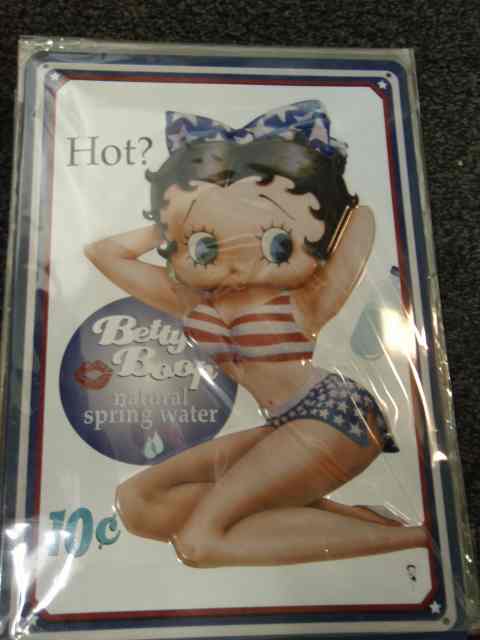 Hot?
Betty
Boop
natural
spring water
10¢